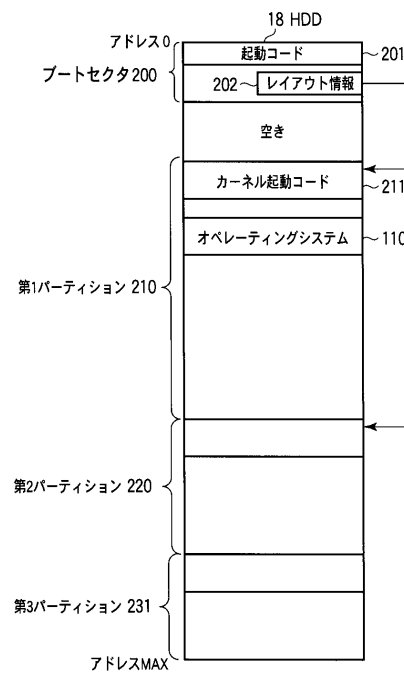 18 HDD
アドレス0
起動コード
201
ブートセクタ200
202
レイアウト情報
空き
カーネル起動コード
211
オペレーティングシステム
110
第1パーティション 210
第2パーティション 220
第3パーティション 231
アドレスMAX